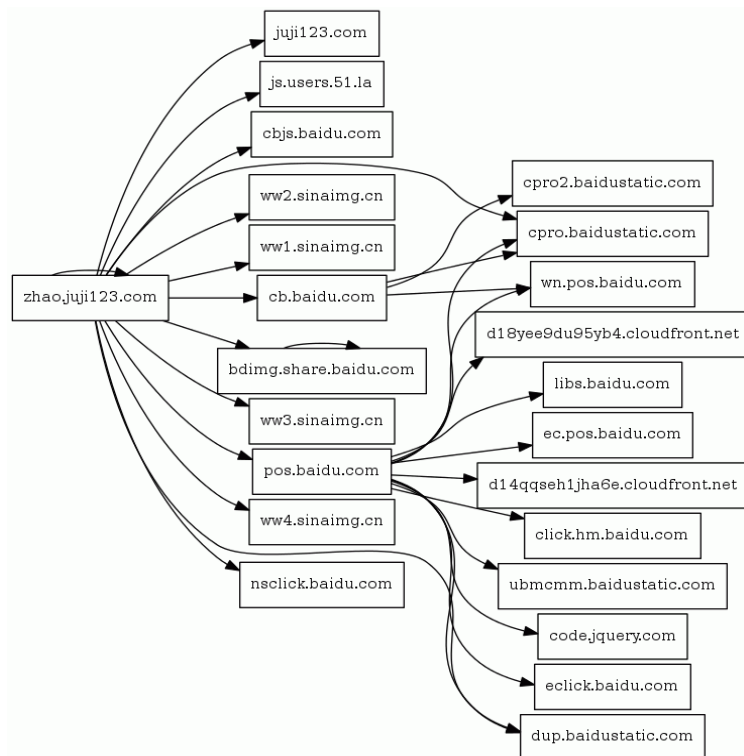 juji123.com
js.users.51.la
cbjs.baidu.com
ww2.sinaimg.cn
ww1.sinaimg.cn
zhao.juji123.com
cb.baidu.com
bdimg.share.baidu.com
ww3.sinaimg.cn
pos.baidu.com
ww4.sinaimg.cn
nsclick.baidu.com
cpro2.baidustatic.com
cpro.baidustatic.com
wn.pos.baidu.com
d18yee9du95yb4.cloudfront.net
libs.baidu.com
ec.pos.baidu.com
d14qqseh1jha6e.cloudfront.net
click.hm.baidu.com
ubmcmm.baidustatic.com
code.jquery.com
eclick.baidu.com
dup.baidustatic.com